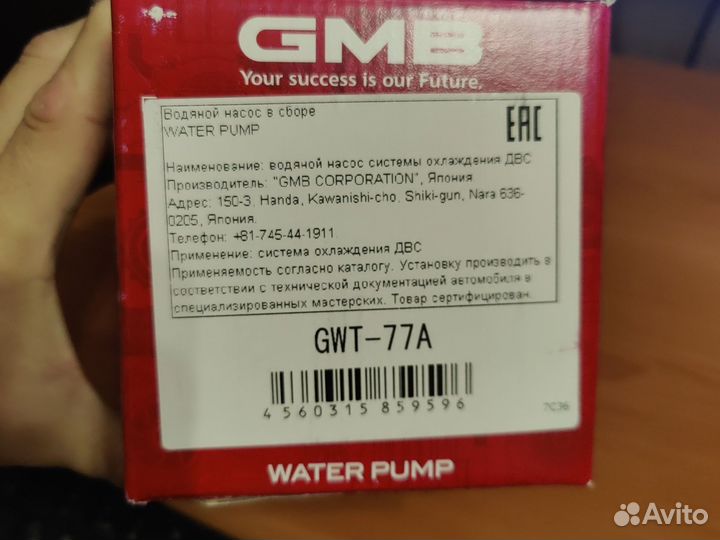 GMB
Your success is our Future.
Водяной насос в сборе
WATER PUMP
EAC
Наименование: водяной насос системы охлаждения ДВС
Производитель: "GMB CORPORATION", Япония
Адрес: 150-3, Handa, Kawanishi-cho. Shiki-gun, Nara 636-
0205, Япония.
Телефон: +81-745-44-1911
Применение: система охлаждения ДВС
Применяемость согласно каталогу. Установку производить в
соответствии с технической документацией автомобиля в
специализированных мастерских. Товар сертифицирован.
GWT-77A
4560315859596
7C36
WATER PUMP
Avito